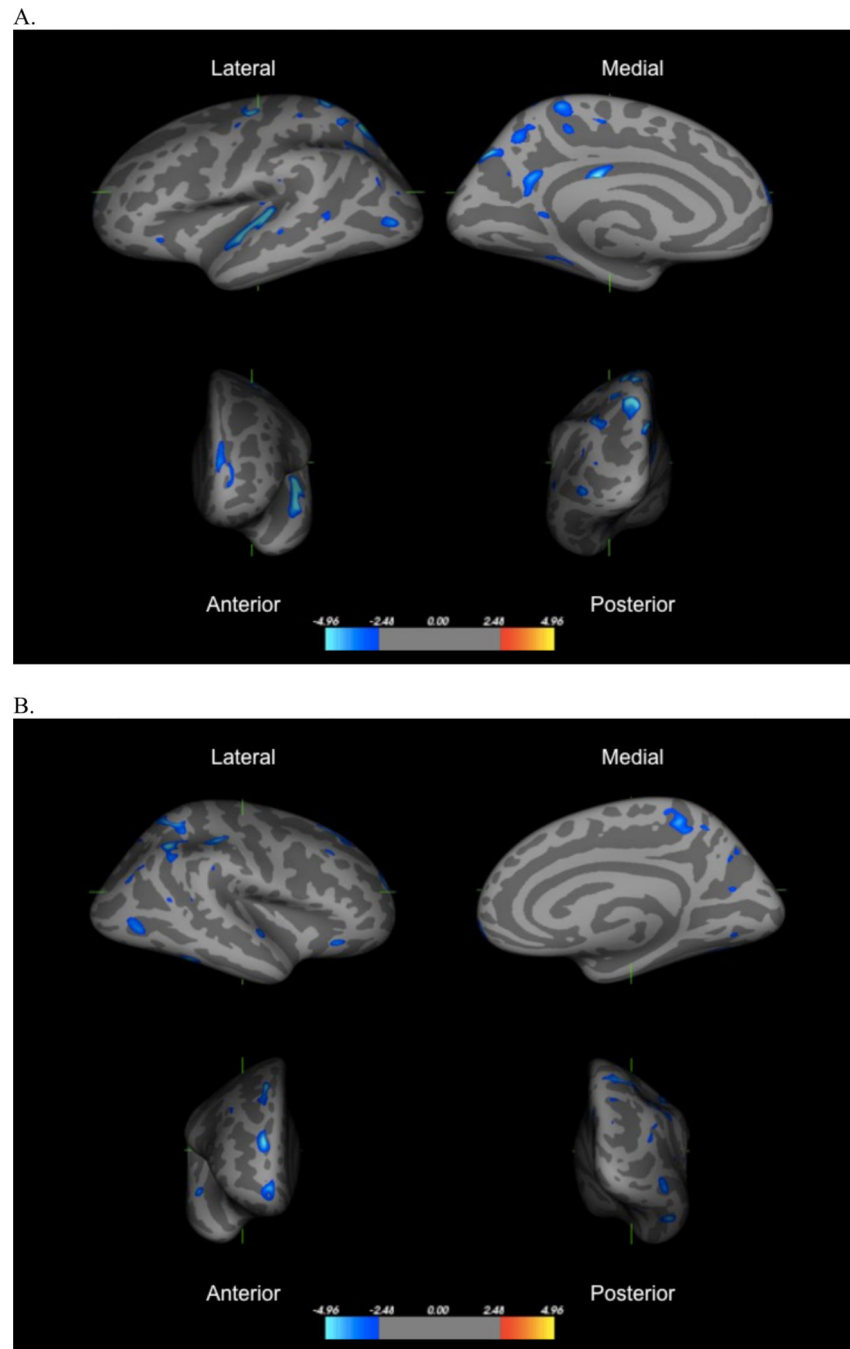 A.
Lateral Medial
Anterior Posterior
-4.96 -2.48 0.00 2.48 4.96
B.
Lateral Medial
Anterior Posterior
-4.96 -2.48 0.00 2.48 4.96